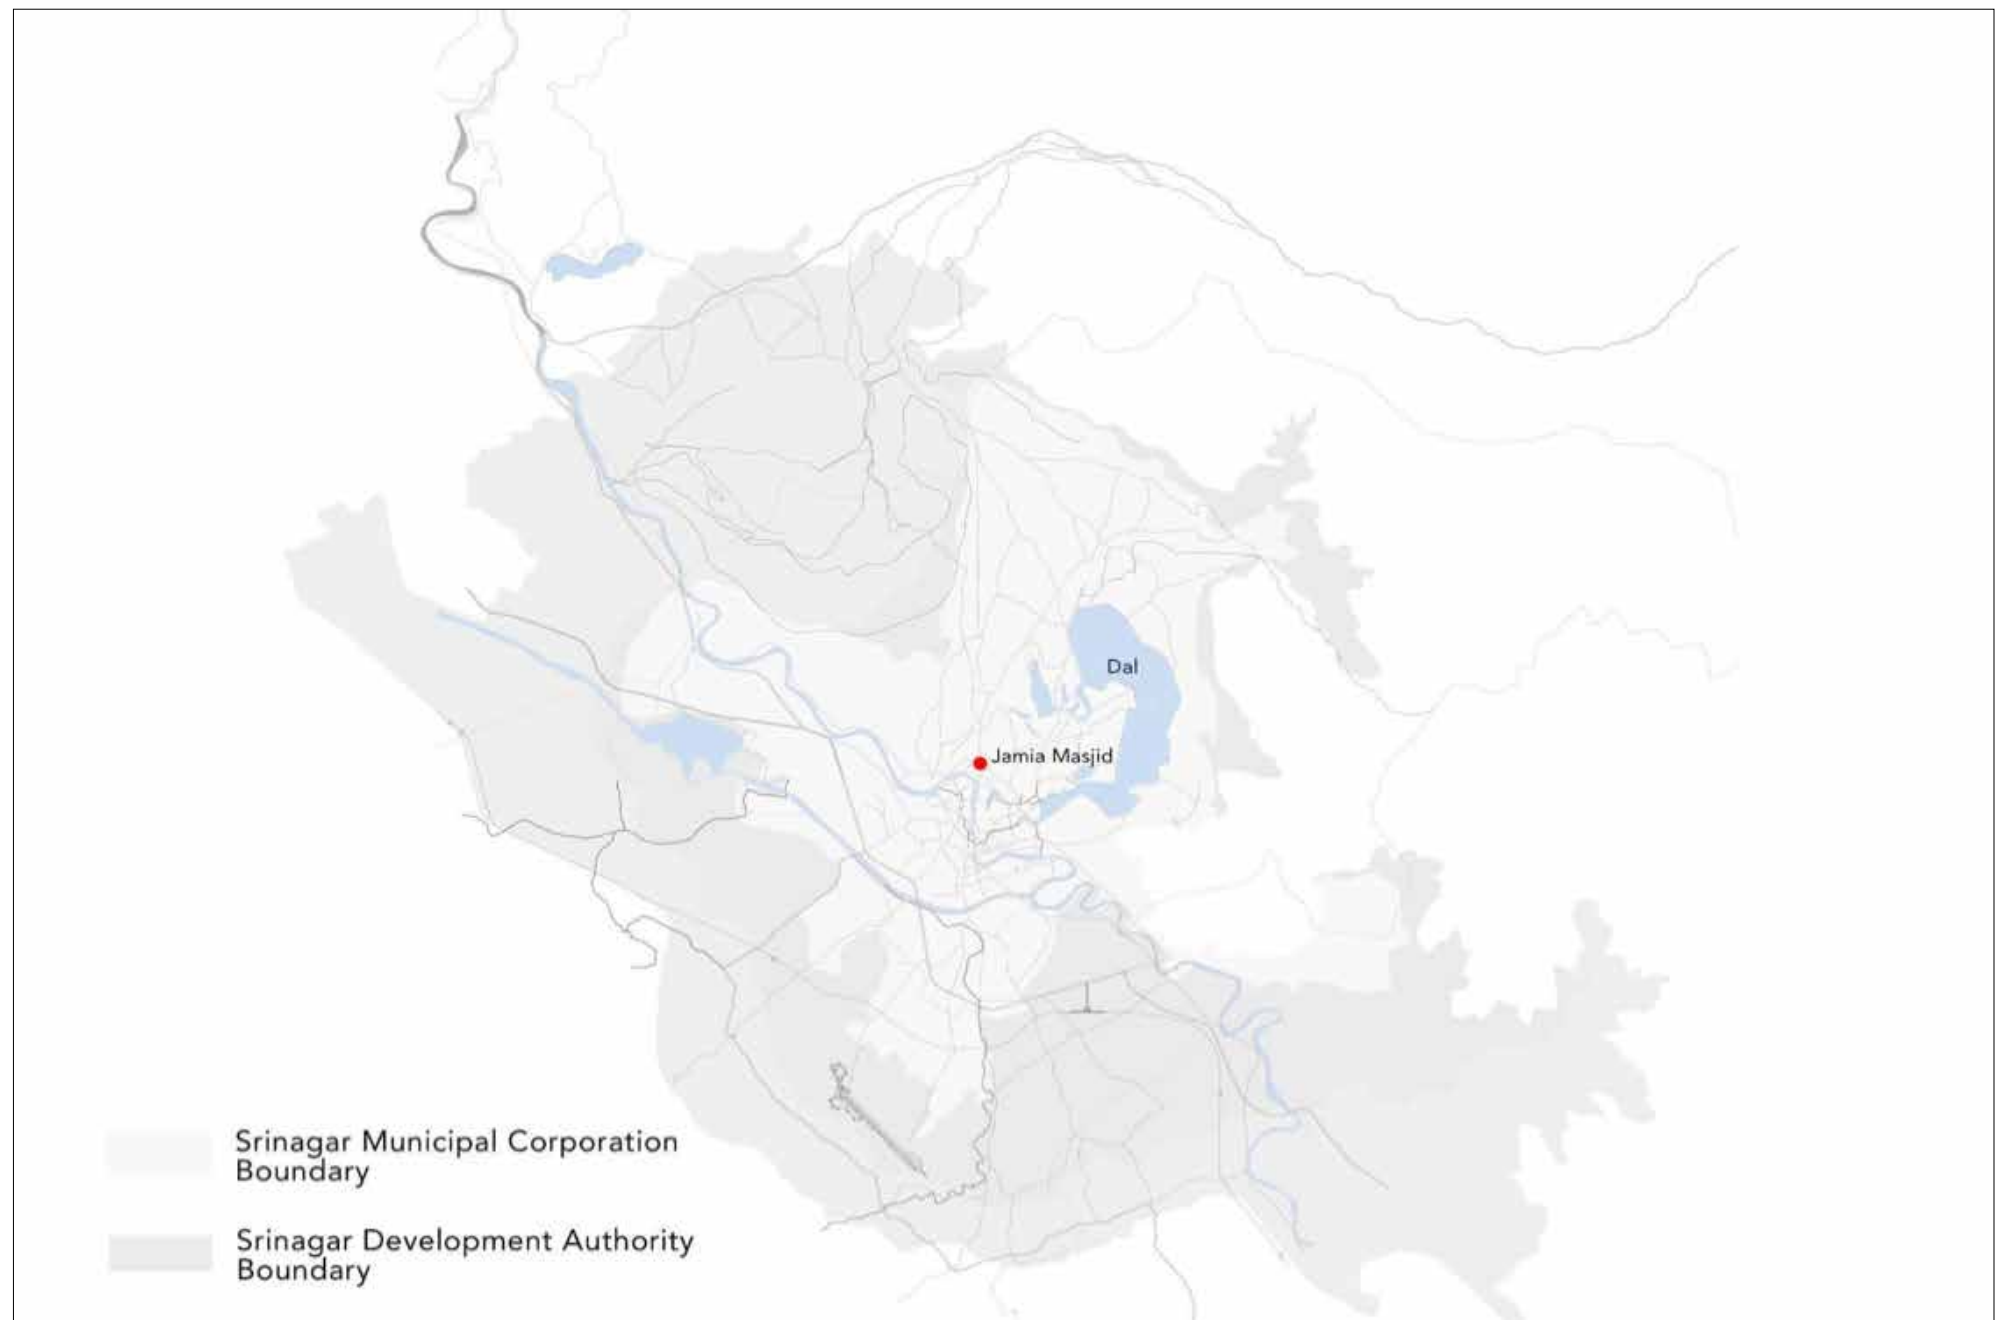 Dal
Jamia Masjid
Srinagar Municipal Corporation
Boundary
Srinagar Development Authority
Boundary